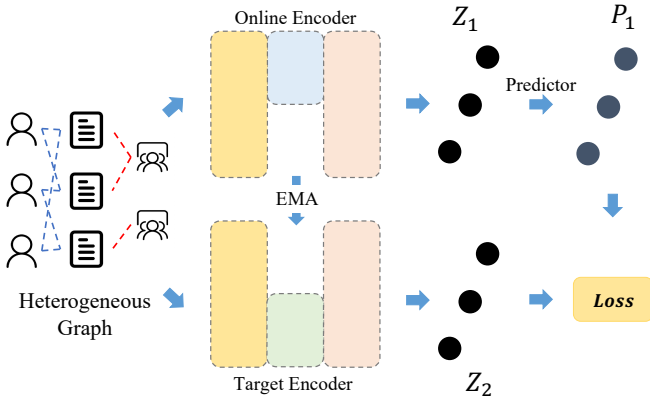 Online Encoder
Z1
P1
Predictor
EMA
Heterogeneous
Graph
Loss
Target Encoder
Z2